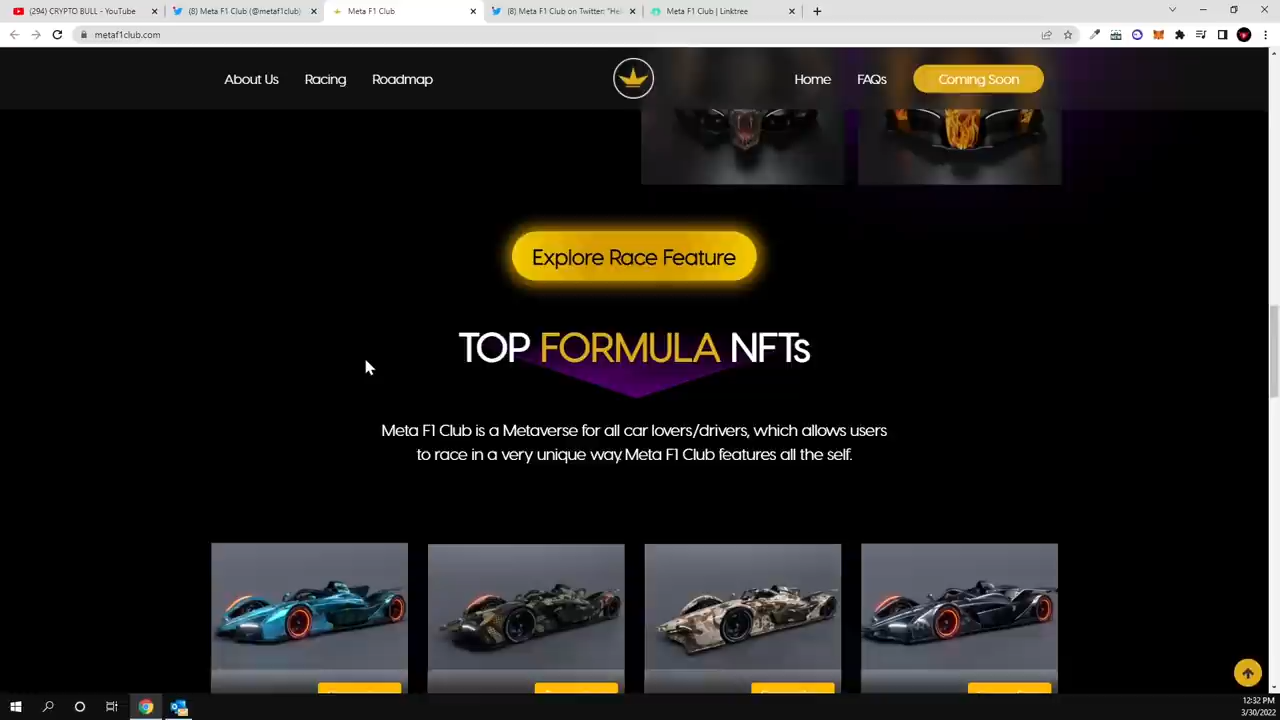 (294) CRYPTO BULL - YouTube
(8) Meta F1 Club (@metaf1club)
Meta F1 Club
(8) Meta F1 Club on Twitter: "Hel
Meta F1 Club | Linktree
metaf1club.com
About Us
Racing
Roadmap
Home
FAQs
Coming Soon
Explore Race Feature
TOP FORMULA NFTs
Meta F1 Club is a Metaverse for all car lovers/drivers, which allows users
to race in a very unique way.Meta F1 Club features all the self.
12:32 PM
3/30/2022